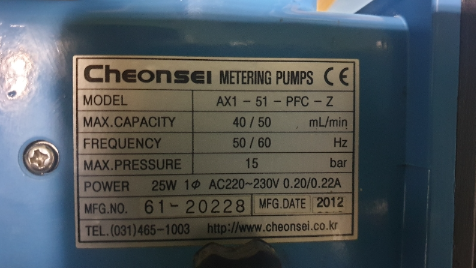 Cheonsei METERING PUMPS CE
MODEL AX1 - 51 - PFC - Z
MAX.CAPACITY 40 / 50 mL/min
FREQUENCY 50 / 60 Hz
MAX.PRESSURE 15 bar
POWER 25W 1Φ AC220~230V 0.20/0.22A
MFG.NO. 61-20228 MFG.DATE 2012
TEL.(031)465-1003 http://www.cheonsei.co.kr